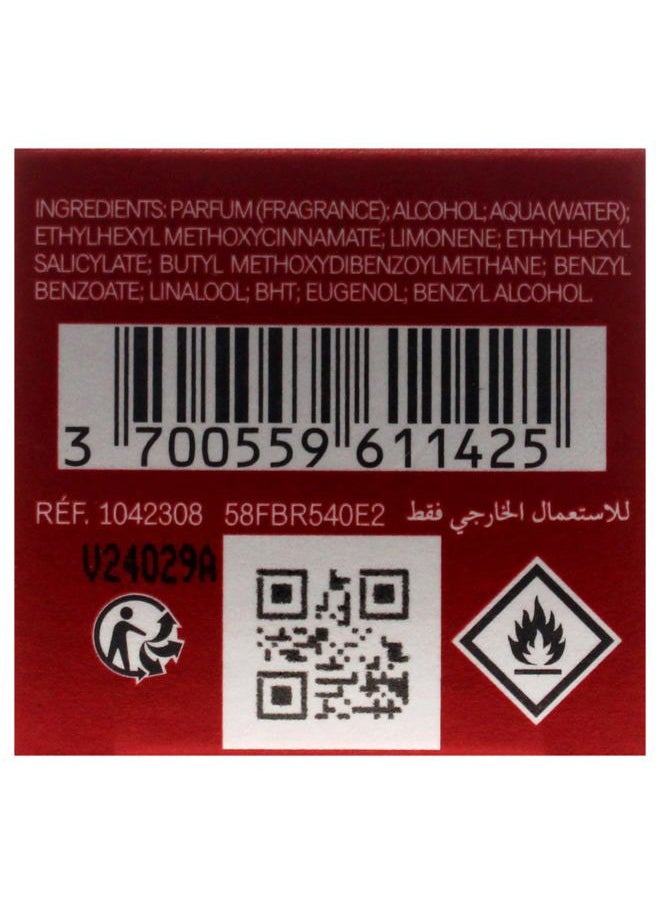 INGREDIENTS: PARFUM (FRAGRANCE); ALCOHOL; AQUA (WATER);
ETHYLHEXYL METHOXYCINNAMATE; LIMONENE; ETHYLHEXYL
SALICYLATE; BUTYL METHOXYDIBENZOYLMETHANE; BENZYL
BENZOATE; LINALOOL; BHT; EUGENOL; BENZYL ALCOHOL.
3 700559 611425
RÉF. 1042308 58FBR540E2 للاستعمال الخارجي فقط
V24029A